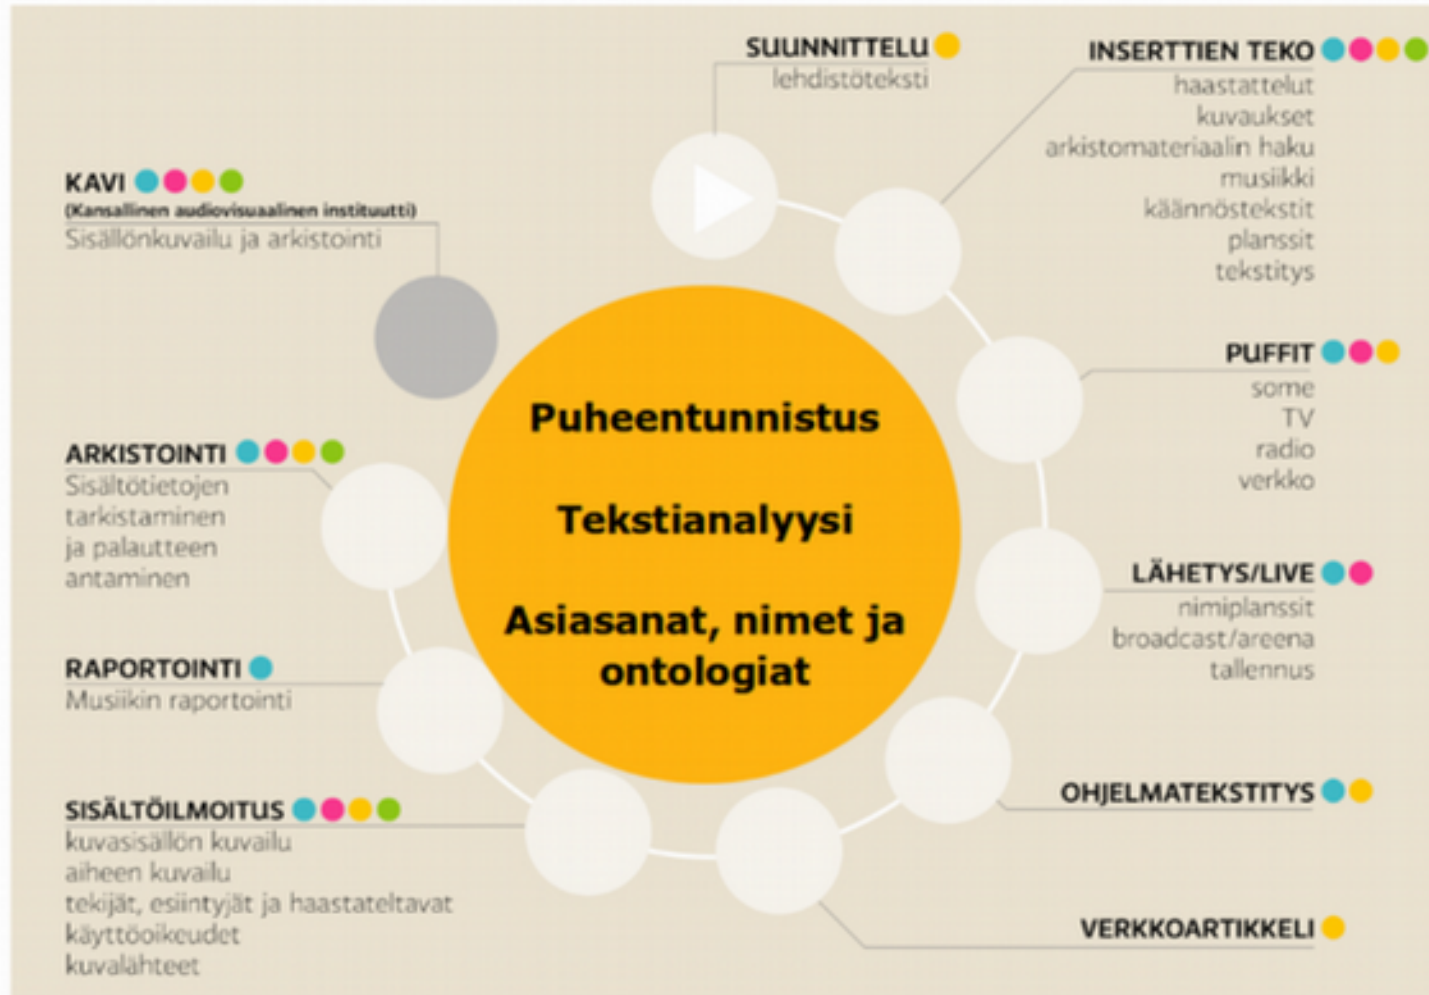 SUUNNITTELU
lehdistöteksti
INSERTTIEN TEKO
haastattelut
kuvaukset
arkistomateriaalin haku
musiikki
käännöstekstit
planssit
tekstitys
PUFFIT
some
TV
radio
verkko
LÄHETYS/LIVE
nimiplanssit
broadcast/areena
tallennus
OHJELMATEKSTITYS
VERKKOARTIKKELI
SISÄLTÖILMOITUS
kuvasisällön kuvailu
aiheen kuvailu
tekijät, esiintyjät ja haastateltavat
käyttöoikeudet
kuvalähteet
RAPORTOINTI
Musiikin raportointi
ARKISTOINTI
Sisältötietojen
tarkistaminen
ja palautteen
antaminen
KAVI
(Kansallinen audiovisuaalinen instituutti)
Sisällönkuvailu ja arkistointi
Puheentunnistus
Tekstianalyysi
Asiasanat, nimet ja
ontologiat